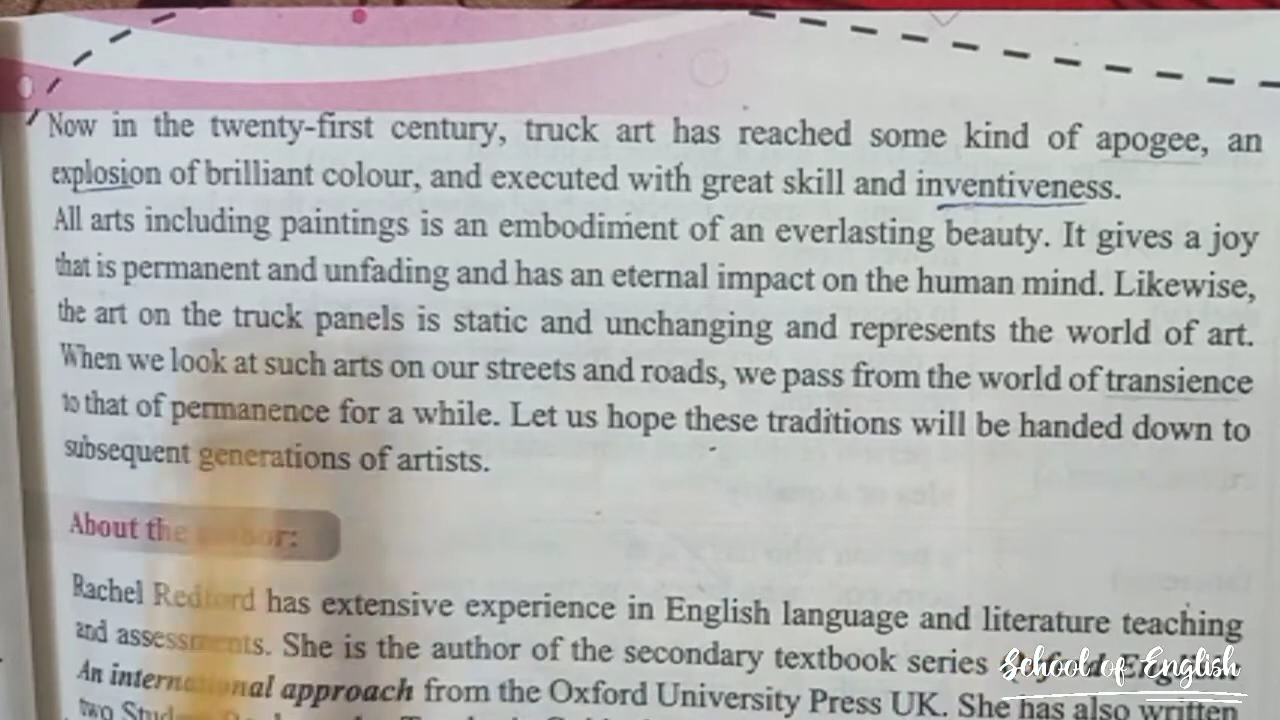 Now in the twenty-first century, truck art has reached some kind of apogee, an
explosion of brilliant colour, and executed with great skill and inventiveness.
All arts including paintings is an embodiment of an everlasting beauty. It gives a joy
that is permanent and unfading and has an eternal impact on the human mind. Likewise,
the art on the truck panels is static and unchanging and represents the world of art.
When we look at such arts on our streets and roads, we pass from the world of transience
to that of permanence for a while. Let us hope these traditions will be handed down to
subsequent generations of artists.
About the author:
Rachel Redford has extensive experience in English language and literature teaching
and assessments. She is the author of the secondary textbook series
School of English
An international approach from the Oxford University Press UK. She has also written
two